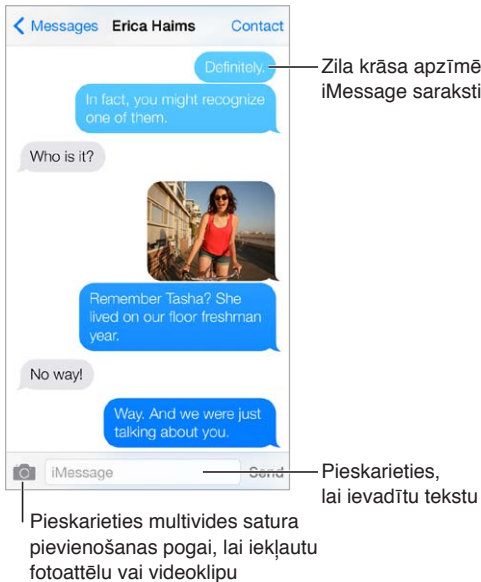 Messages Erica Haims Contact
Definitely.
Zila krāsa apzīmē
iMessage saraksti
In fact, you might recognize
one of them.
Who is it?
Remember Tasha? She
lived on our floor freshman
year.
No way!
Way. And we were just
talking about you.
iMessage Send
Pieskarieties,
lai ievadītu tekstu
Pieskarieties multivides satura
pievienošanas pogai, lai iekļautu
fotoattēlu vai videoklipu